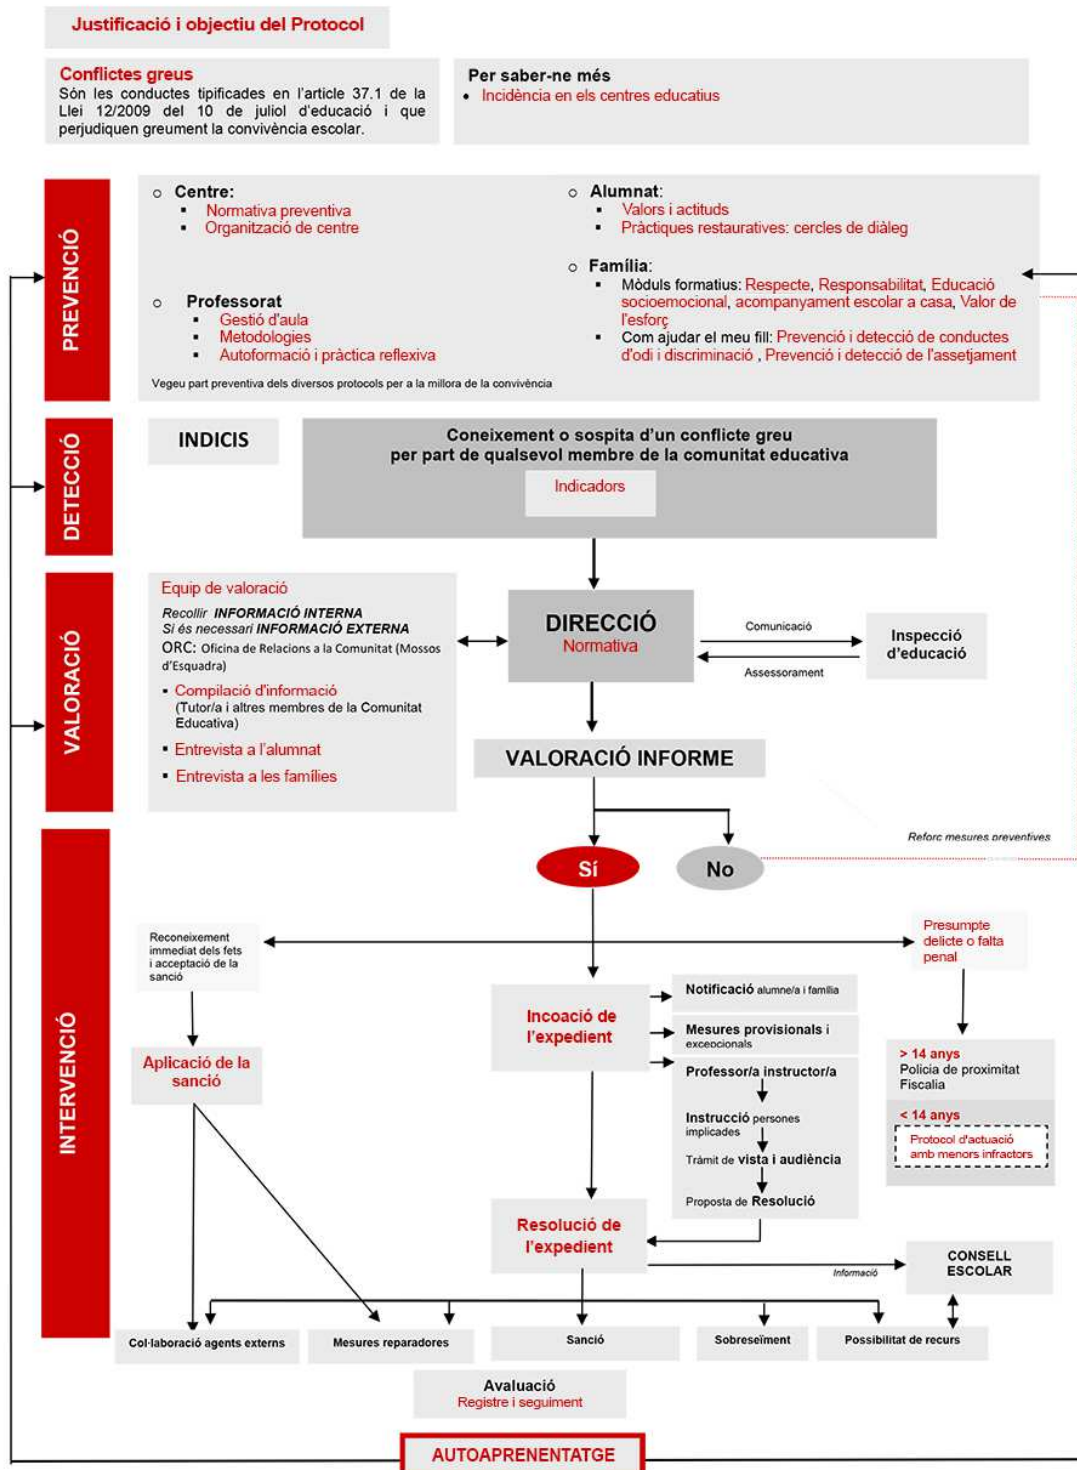 Justificació i objectiu del Protocol
Conflictes greus
Són les conductes tipificades en l'article 37.1 de la
Llei 12/2009 del 10 de juliol d'educació i que
perjudiquen greument la convivència escolar.
Per saber-ne més
• Incidència en els centres educatius
PREVENCIÓ
o Centre:
▪ Normativa preventiva
▪ Organització de centre
o Professorat
▪ Gestió d'aula
▪ Metodologies
▪ Autoformació i pràctica reflexiva
Vegeu part preventiva dels diversos protocols per a la millora de la convivència
o Alumnat:
▪ Valors i actituds
▪ Pràctiques restauratives: cercles de diàleg
o Família:
▪ Mòduls formatius: Respecte, Responsabilitat, Educació
socioemocional, acompanyament escolar a casa, Valor de
l'esforç
▪ Com ajudar el meu fill: Prevenció i detecció de conductes
d'odi i discriminació , Prevenció i detecció de l'assetjament
DETECCIÓ
INDICIS
Coneixement o sospita d'un conflicte greu
per part de qualsevol membre de la comunitat educativa
Indicadors
VALORACIÓ
Equip de valoració
Recollir INFORMACIÓ INTERNA
Si és necessari INFORMACIÓ EXTERNA
ORC: Oficina de Relacions a la Comunitat (Mossos
d'Esquadra)
▪ Compilació d'informació
(Tutor/a i altres membres de la Comunitat
Educativa)
▪ Entrevista a l'alumnat
▪ Entrevista a les famílies
DIRECCIÓ
Normativa
Comunicació
Assessorament
Inspecció
d'educació
VALORACIÓ INFORME
Reforç mesures preventives
INTERVENCIÓ
Sí
No
Reconeixement
immediat dels fets
i acceptació de la
sanció
Presumpte
delicte o falta
penal
Aplicació de la
sanció
Incoació de
l'expedient
Notificació alumne/a i família
Mesures provisionals i
excepcionals
Professor/a instructor/a
Instrucció persones
implicades
Tràmit de vista i audiència
Proposta de Resolució
> 14 anys
Policia de proximitat
Fiscalia
< 14 anys
Protocol d'actuació
amb menors infractors
Resolució de
l'expedient
Informació
CONSELL
ESCOLAR
Col·laboració agents externs
Mesures reparadores
Sanció
Sobreseïment
Possibilitat de recurs
Avaluació
Registre i seguiment
AUTOAPRENENTATGE